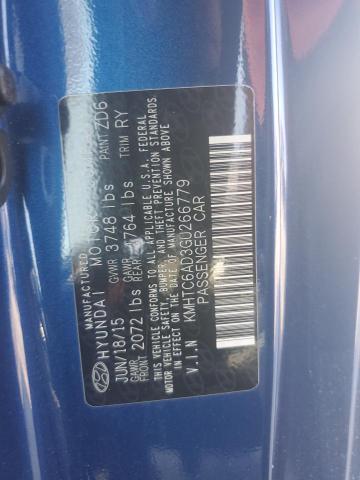 MANUFACTURED
HYUNDAI MOTOR
PAINT ZD6
JUN/18/15 GVWR 3748 lbs TRIM RY
GAWR FRONT 2072 lbs GAWR REAR 1764 lbs
THIS VEHICLE CONFORMS TO ALL APPLICABLE U.S.A. FEDERAL
MOTOR VEHICLE SAFETY, BUMPER, AND THEFT PREVENTION STANDARDS
IN EFFECT ON THE DATE OF MANUFACTURE SHOWN ABOVE
V.I.N KMHTC6AD3GU266779
PASSENGER CAR